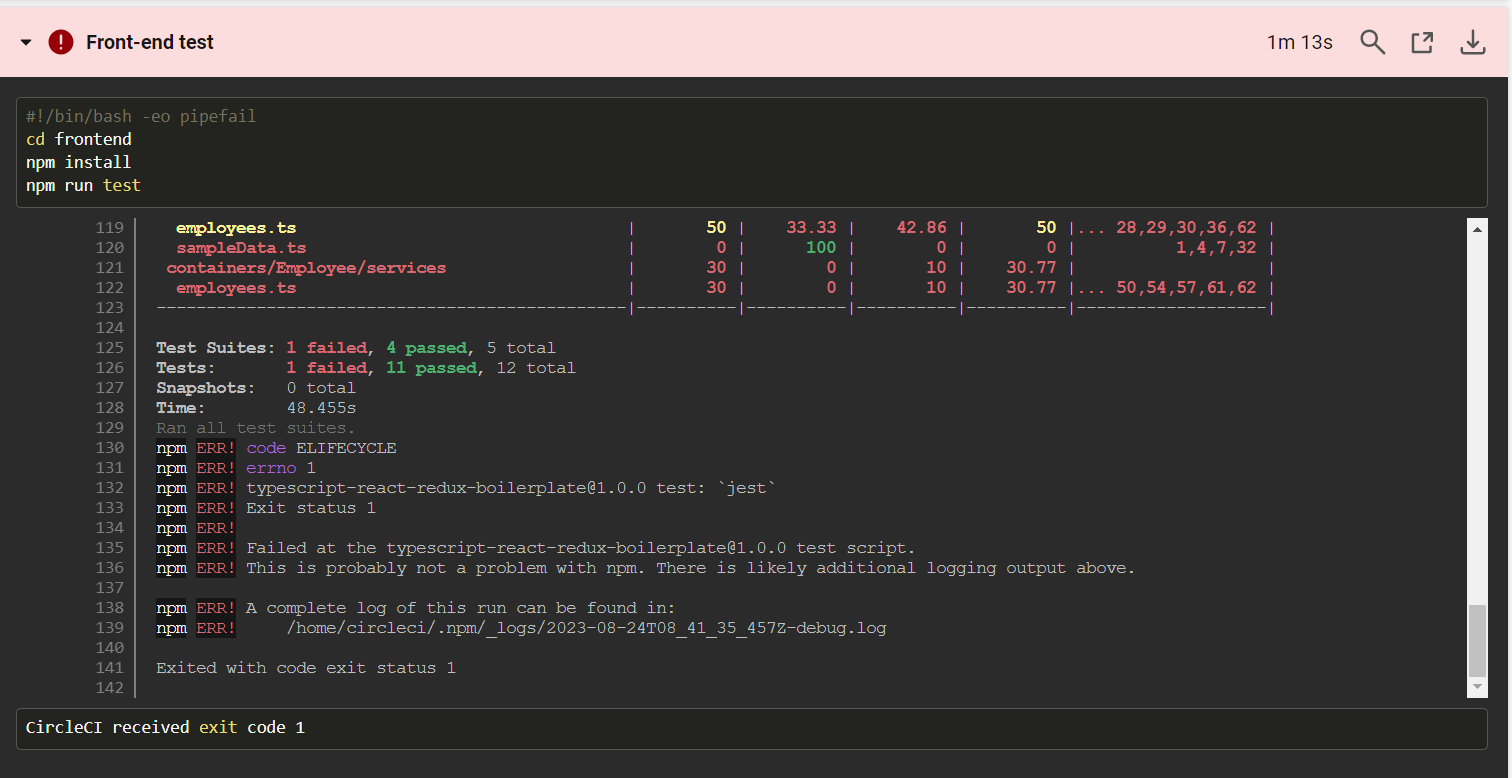 Front-end test 1m 13s
#!/bin/bash -eo pipefail
cd frontend
npm install
npm run test
119 employees.ts | 50 | 33.33 | 42.86 | 50 |... 28,29,30,36,62 |
120 sampleData.ts | 0 | 100 | 0 | 0 | 1,4,7,32 |
121 containers/Employee/services | 30 | 0 | 10 | 30.77 | |
122 employees.ts | 30 | 0 | 10 | 30.77 |... 50,54,57,61,62 |
123 -----------------------------------------------|----------|----------|----------|----------|-------------------|
124
125 Test Suites: 1 failed, 4 passed, 5 total
126 Tests: 1 failed, 11 passed, 12 total
127 Snapshots: 0 total
128 Time: 48.455s
129 Ran all test suites.
130 npm ERR! code ELIFECYCLE
131 npm ERR! errno 1
132 npm ERR! typescript-react-redux-boilerplate@1.0.0 test: `jest`
133 npm ERR! Exit status 1
134 npm ERR!
135 npm ERR! Failed at the typescript-react-redux-boilerplate@1.0.0 test script.
136 npm ERR! This is probably not a problem with npm. There is likely additional logging output above.
137
138 npm ERR! A complete log of this run can be found in:
139 npm ERR! /home/circleci/.npm/_logs/2023-08-24T08_41_35_457Z-debug.log
140
141 Exited with code exit status 1
142
CircleCI received exit code 1